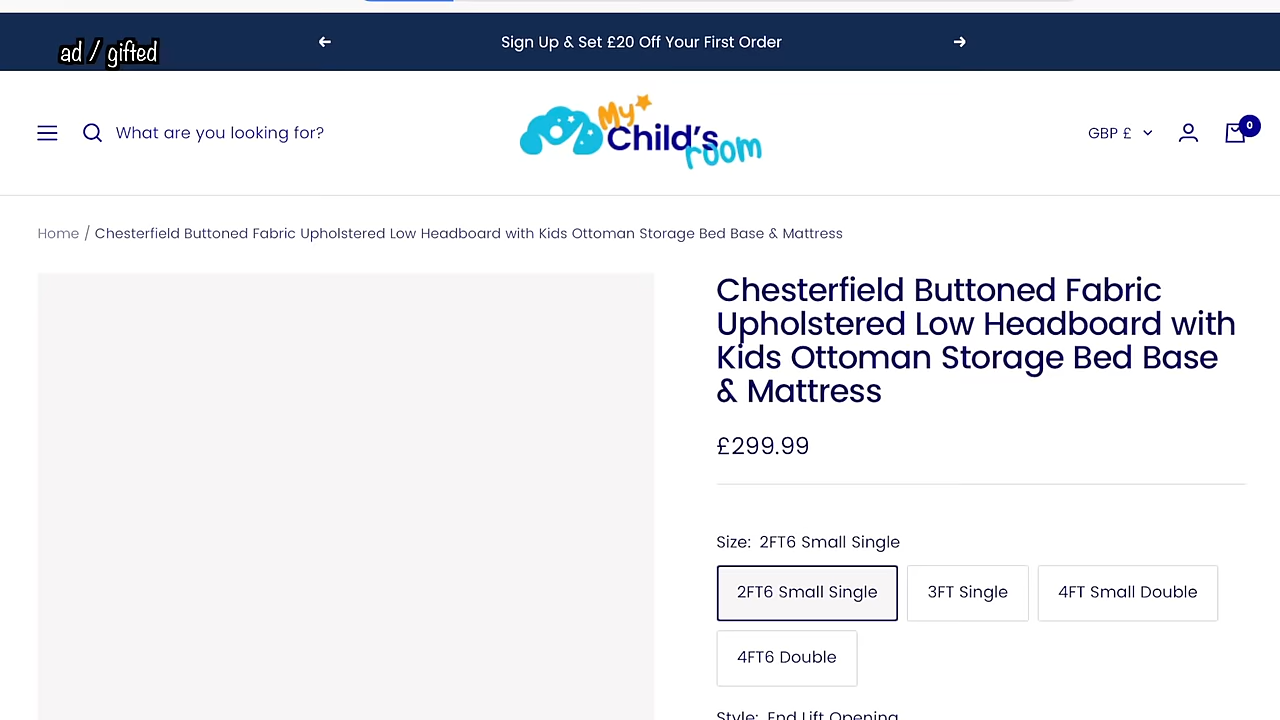 Sign Up & Set £20 Off Your First Order
ad / gifted
What are you looking for?
My Child's room
GBP £
0
Home / Chesterfield Buttoned Fabric Upholstered Low Headboard with Kids Ottoman Storage Bed Base & Mattress
Chesterfield Buttoned Fabric
Upholstered Low Headboard with
Kids Ottoman Storage Bed Base
& Mattress
£299.99
Size: 2FT6 Small Single
2FT6 Small Single
3FT Single
4FT Small Double
4FT6 Double
Style: End Lift Opening